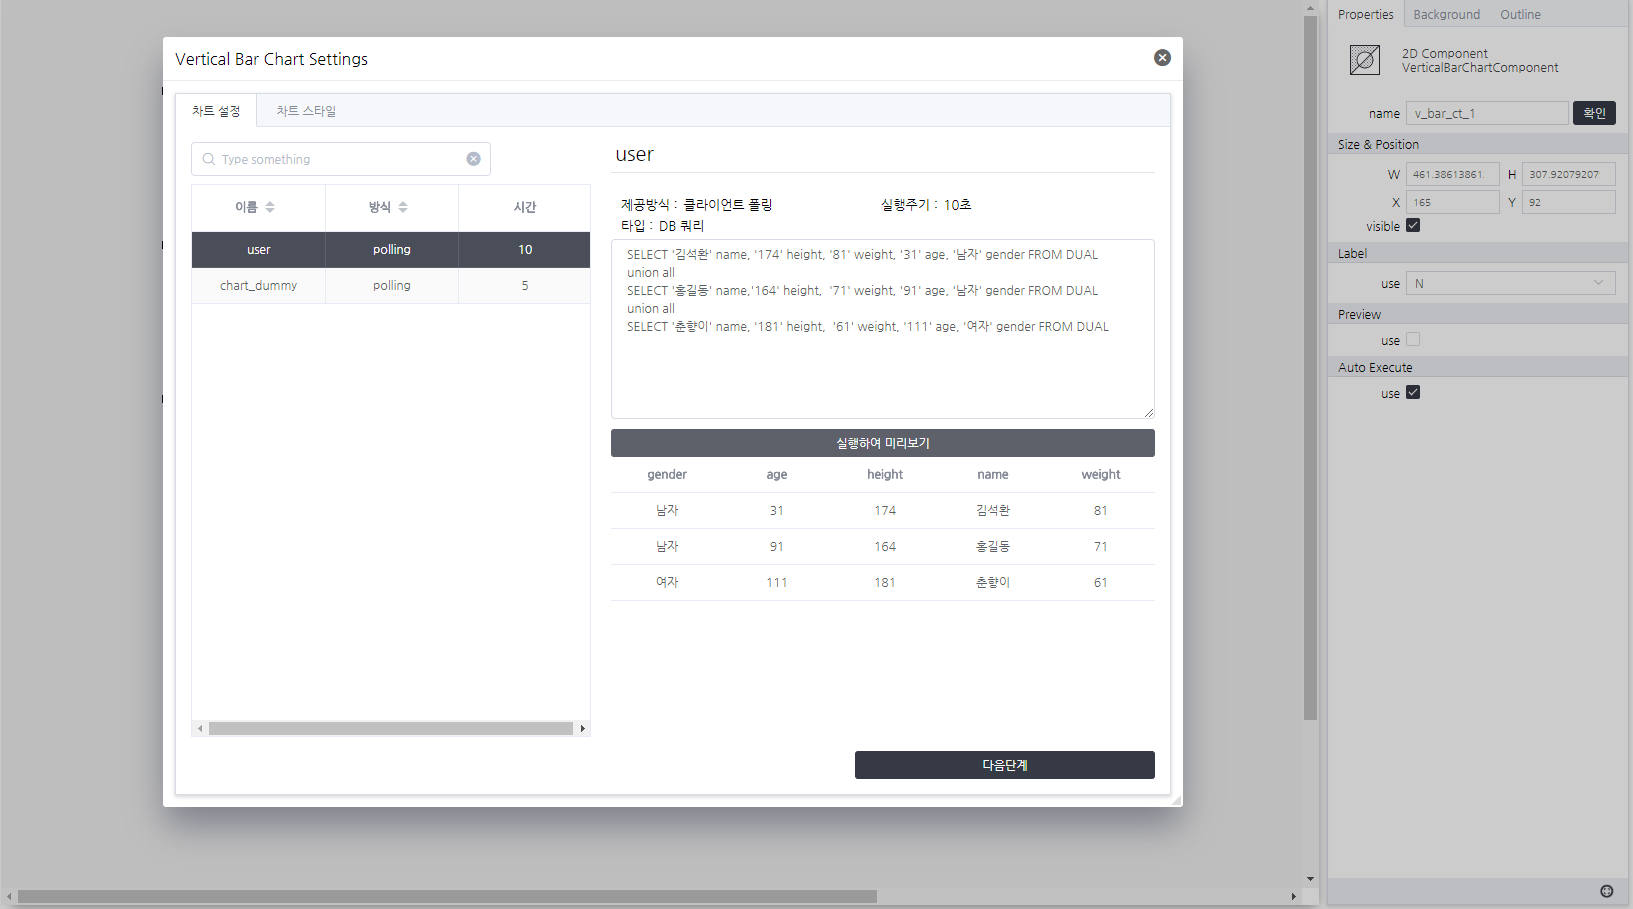 Vertical Bar Chart Settings
차트 설정
차트 스타일
Type something
이름
방식
시간
user
polling
10
chart_dummy
polling
5
user
제공방식 : 클라이언트 폴링
실행주기 : 10초
타입 : DB 쿼리
SELECT '김석환' name, '174' height, '81' weight, '31' age, '남자' gender FROM DUAL
union all
SELECT '홍길동' name,'164' height,  '71' weight, '91' age, '남자' gender FROM DUAL
union all
SELECT '춘향이' name, '181' height,  '61' weight, '111' age, '여자' gender FROM DUAL
실행하여 미리보기
gender age height name weight
남자 31 174 김석환 81
남자 91 164 홍길동 71
여자 111 181 춘향이 61
다음단계
Properties
Background
Outline
2D Component
VerticalBarChartComponent
name v_bar_ct_1 확인
Size & Position
W 461.38613861 H 307.92079207
X 165 Y 92
visible
Label
use N
Preview
use
Auto Execute
use